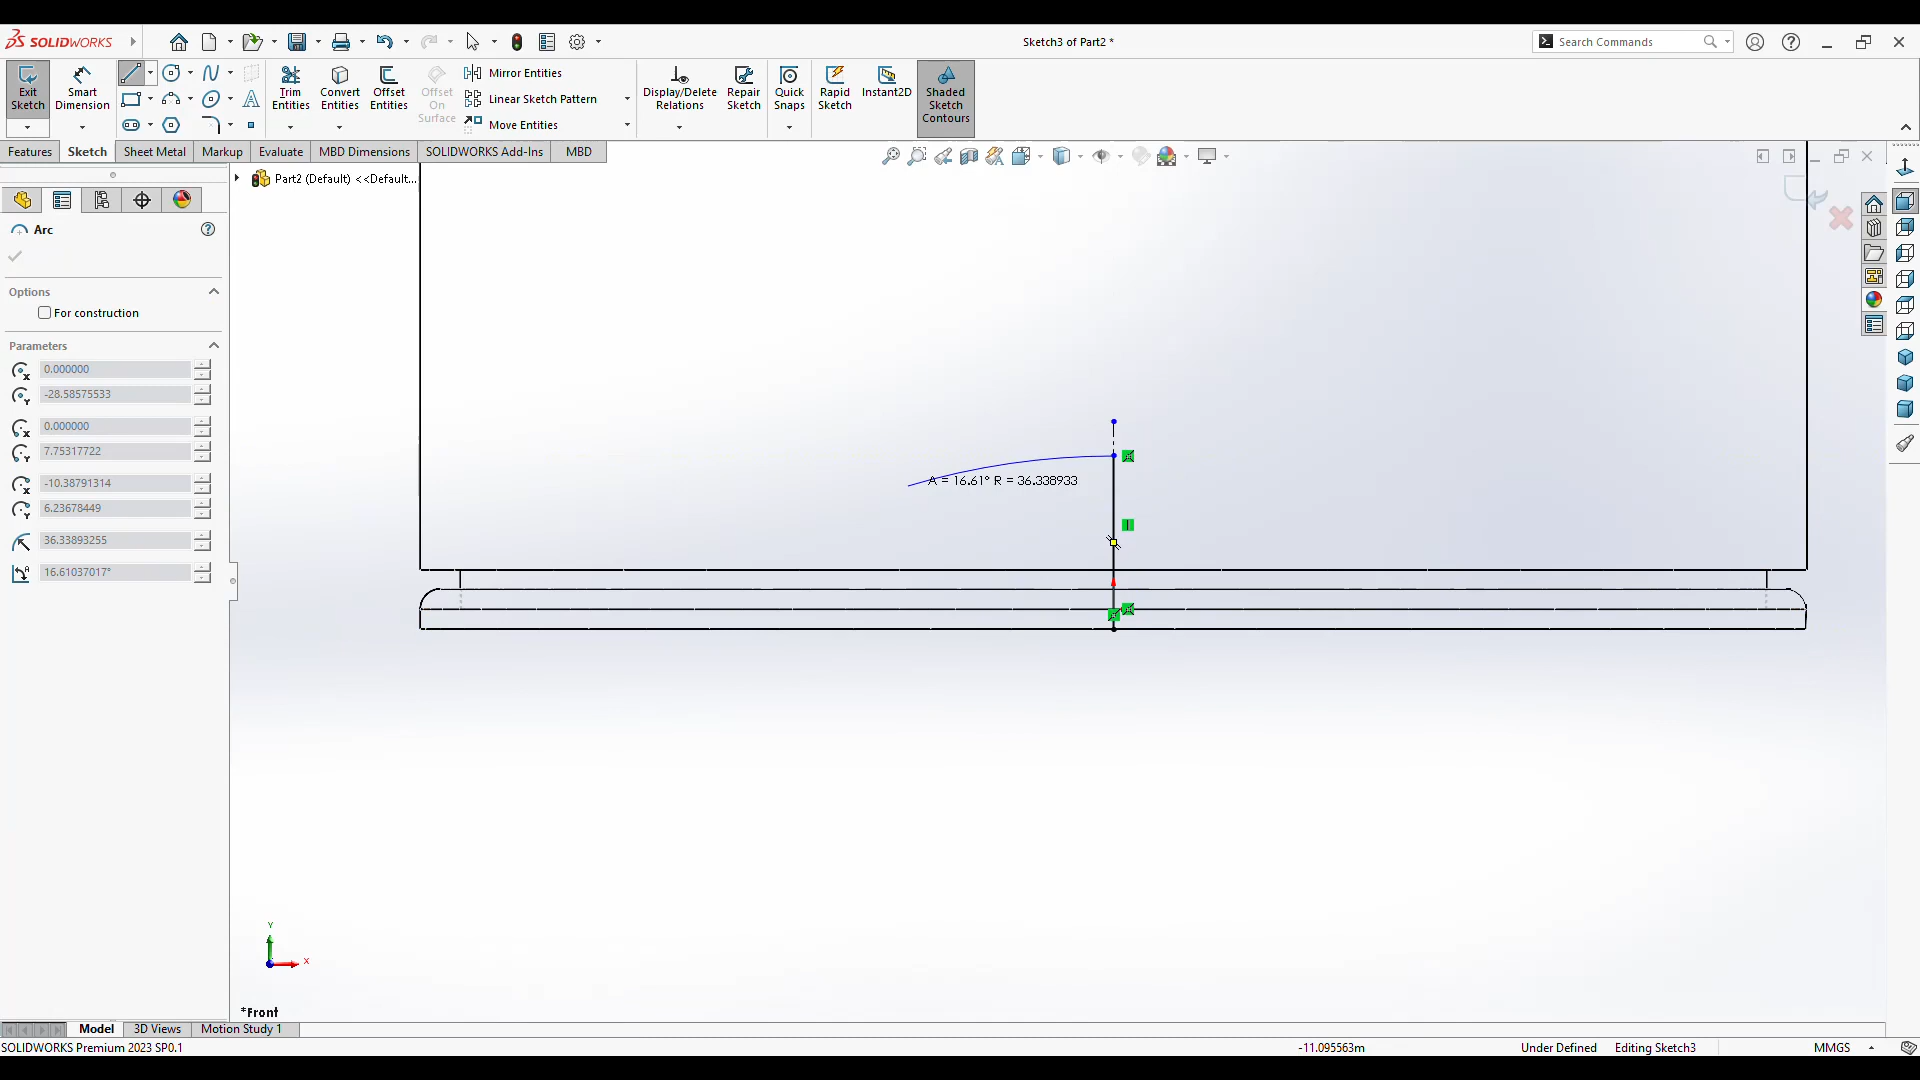 SOLIDWORKS
Sketch3 of Part2 *
Search Commands
Exit Sketch
Smart Dimension
Trim Entities
Convert Entities
Offset Entities
Offset On Surface
Mirror Entities
Linear Sketch Pattern
Move Entities
Display/Delete Relations
Repair Sketch
Quick Snaps
Rapid Sketch
Instant2D
Shaded Sketch Contours
Features
Sketch
Sheet Metal
Markup
Evaluate
MBD Dimensions
SOLIDWORKS Add-Ins
MBD
Part2 (Default) <<Default...
Arc
Options
For construction
Parameters
0.000000
-28.58575533
0.000000
7.75317722
-10.38791314
6.23678449
36.33893255
16.61037017°
A = 16.61° R = 36.338933
Y
X
*Front
Model
3D Views
Motion Study 1
SOLIDWORKS Premium 2023 SP0.1
-11.095563m
Under Defined
Editing Sketch3
MMGS